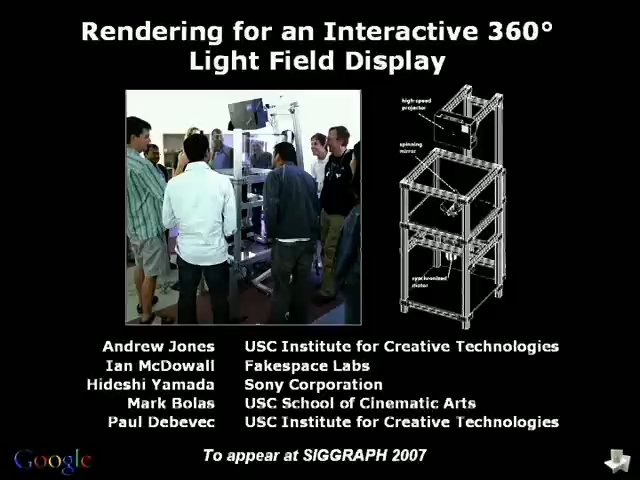 Rendering for an Interactive 360°
Light Field Display
high-speed
projector
spinning
mirror
synchronized
motor
Andrew Jones USC Institute for Creative Technologies
Ian McDowall Fakespace Labs
Hideshi Yamada Sony Corporation
Mark Bolas USC School of Cinematic Arts
Paul Debevec USC Institute for Creative Technologies
Google
To appear at SIGGRAPH 2007